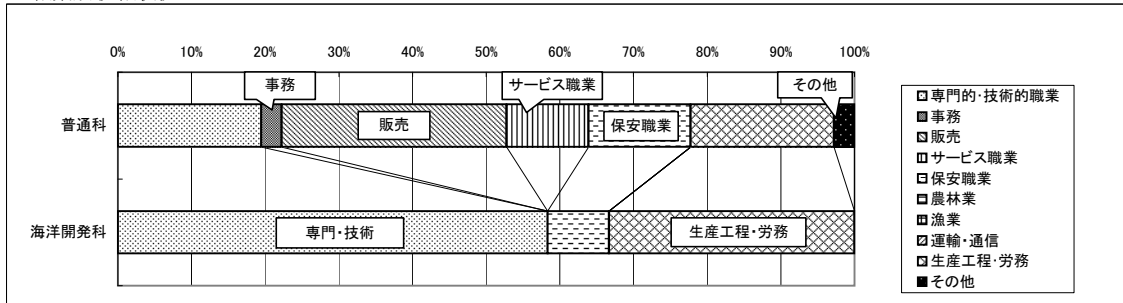 0% 10% 20% 30% 40% 50% 60% 70% 80% 90% 100%
事務 サービス職業 その他
普通科 販売 保安職業
海洋開発科 専門・技術 生産工程・労務
専門的・技術的職業
事務
販売
サービス職業
保安職業
農林業
漁業
運輸・通信
生産工程・労務
その他